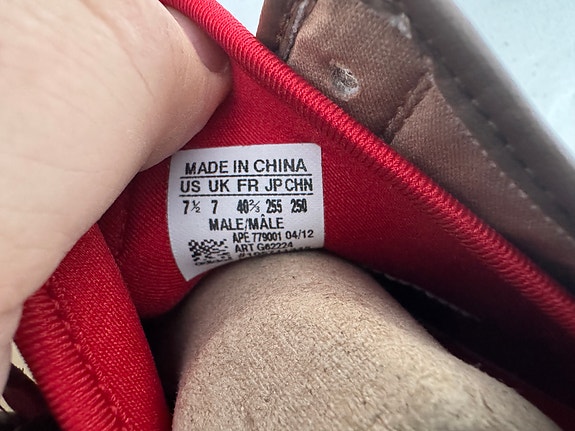 MADE IN CHINA
US UK FR JP CHN
7½ 7 40⅔ 255 250
MALE/MÂLE
APE 779001 04/12
ART G62224